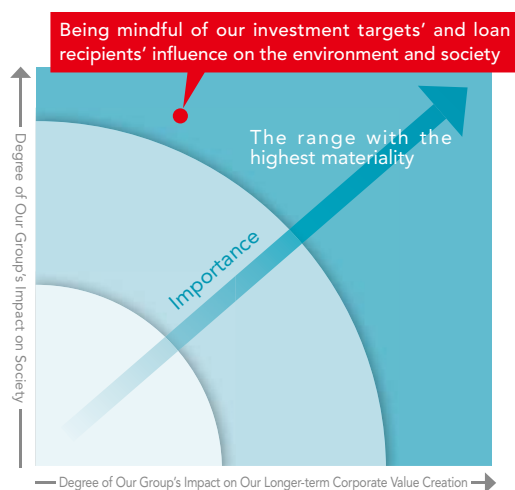 Being mindful of our investment targets' and loan
recipients' influence on the environment and society
The range with the
highest materiality
Importance
Degree of Our Group's Impact on Society
Degree of Our Group's Impact on Our Longer-term Corporate Value Creation